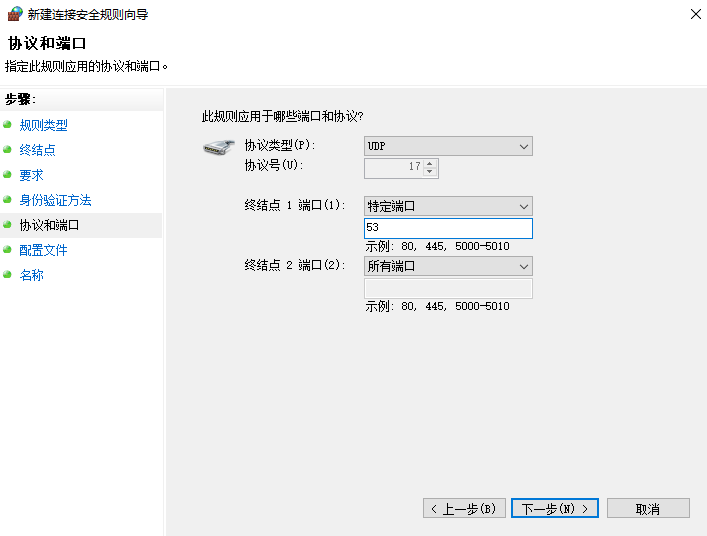 新建连接安全规则向导
协议和端口
指定此规则应用的协议和端口。
步骤:
规则类型
终结点
要求
身份验证方法
协议和端口
配置文件
名称
此规则应用于哪些端口和协议?
协议类型(P): UDP
协议号(U): 17
终结点 1 端口(1): 特定端口
53
示例: 80, 445, 5000-5010
终结点 2 端口(2): 所有端口
示例: 80, 445, 5000-5010
< 上一步(B) 下一步(N) > 取消